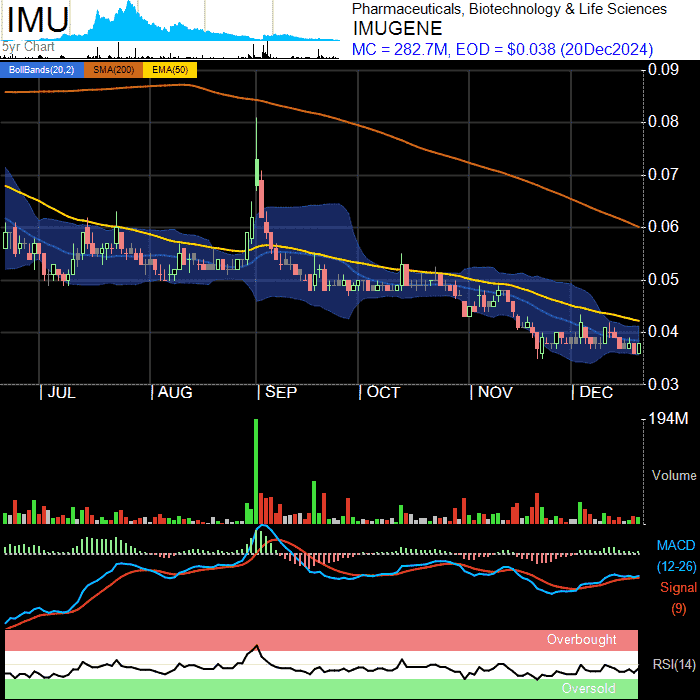 IMU
5yr Chart
Pharmaceuticals, Biotechnology & Life Sciences
IMUGENE
MC = 282.7M, EOD = $0.038 (20Dec2024)
BollBands(20,2) SMA(200) EMA(50)
0.09
0.08
0.07
0.06
0.05
0.04
0.03
JUL AUG SEP OCT NOV DEC
194M
Volume
MACD
(12-26)
Signal
(9)
Overbought
RSI(14)
Oversold